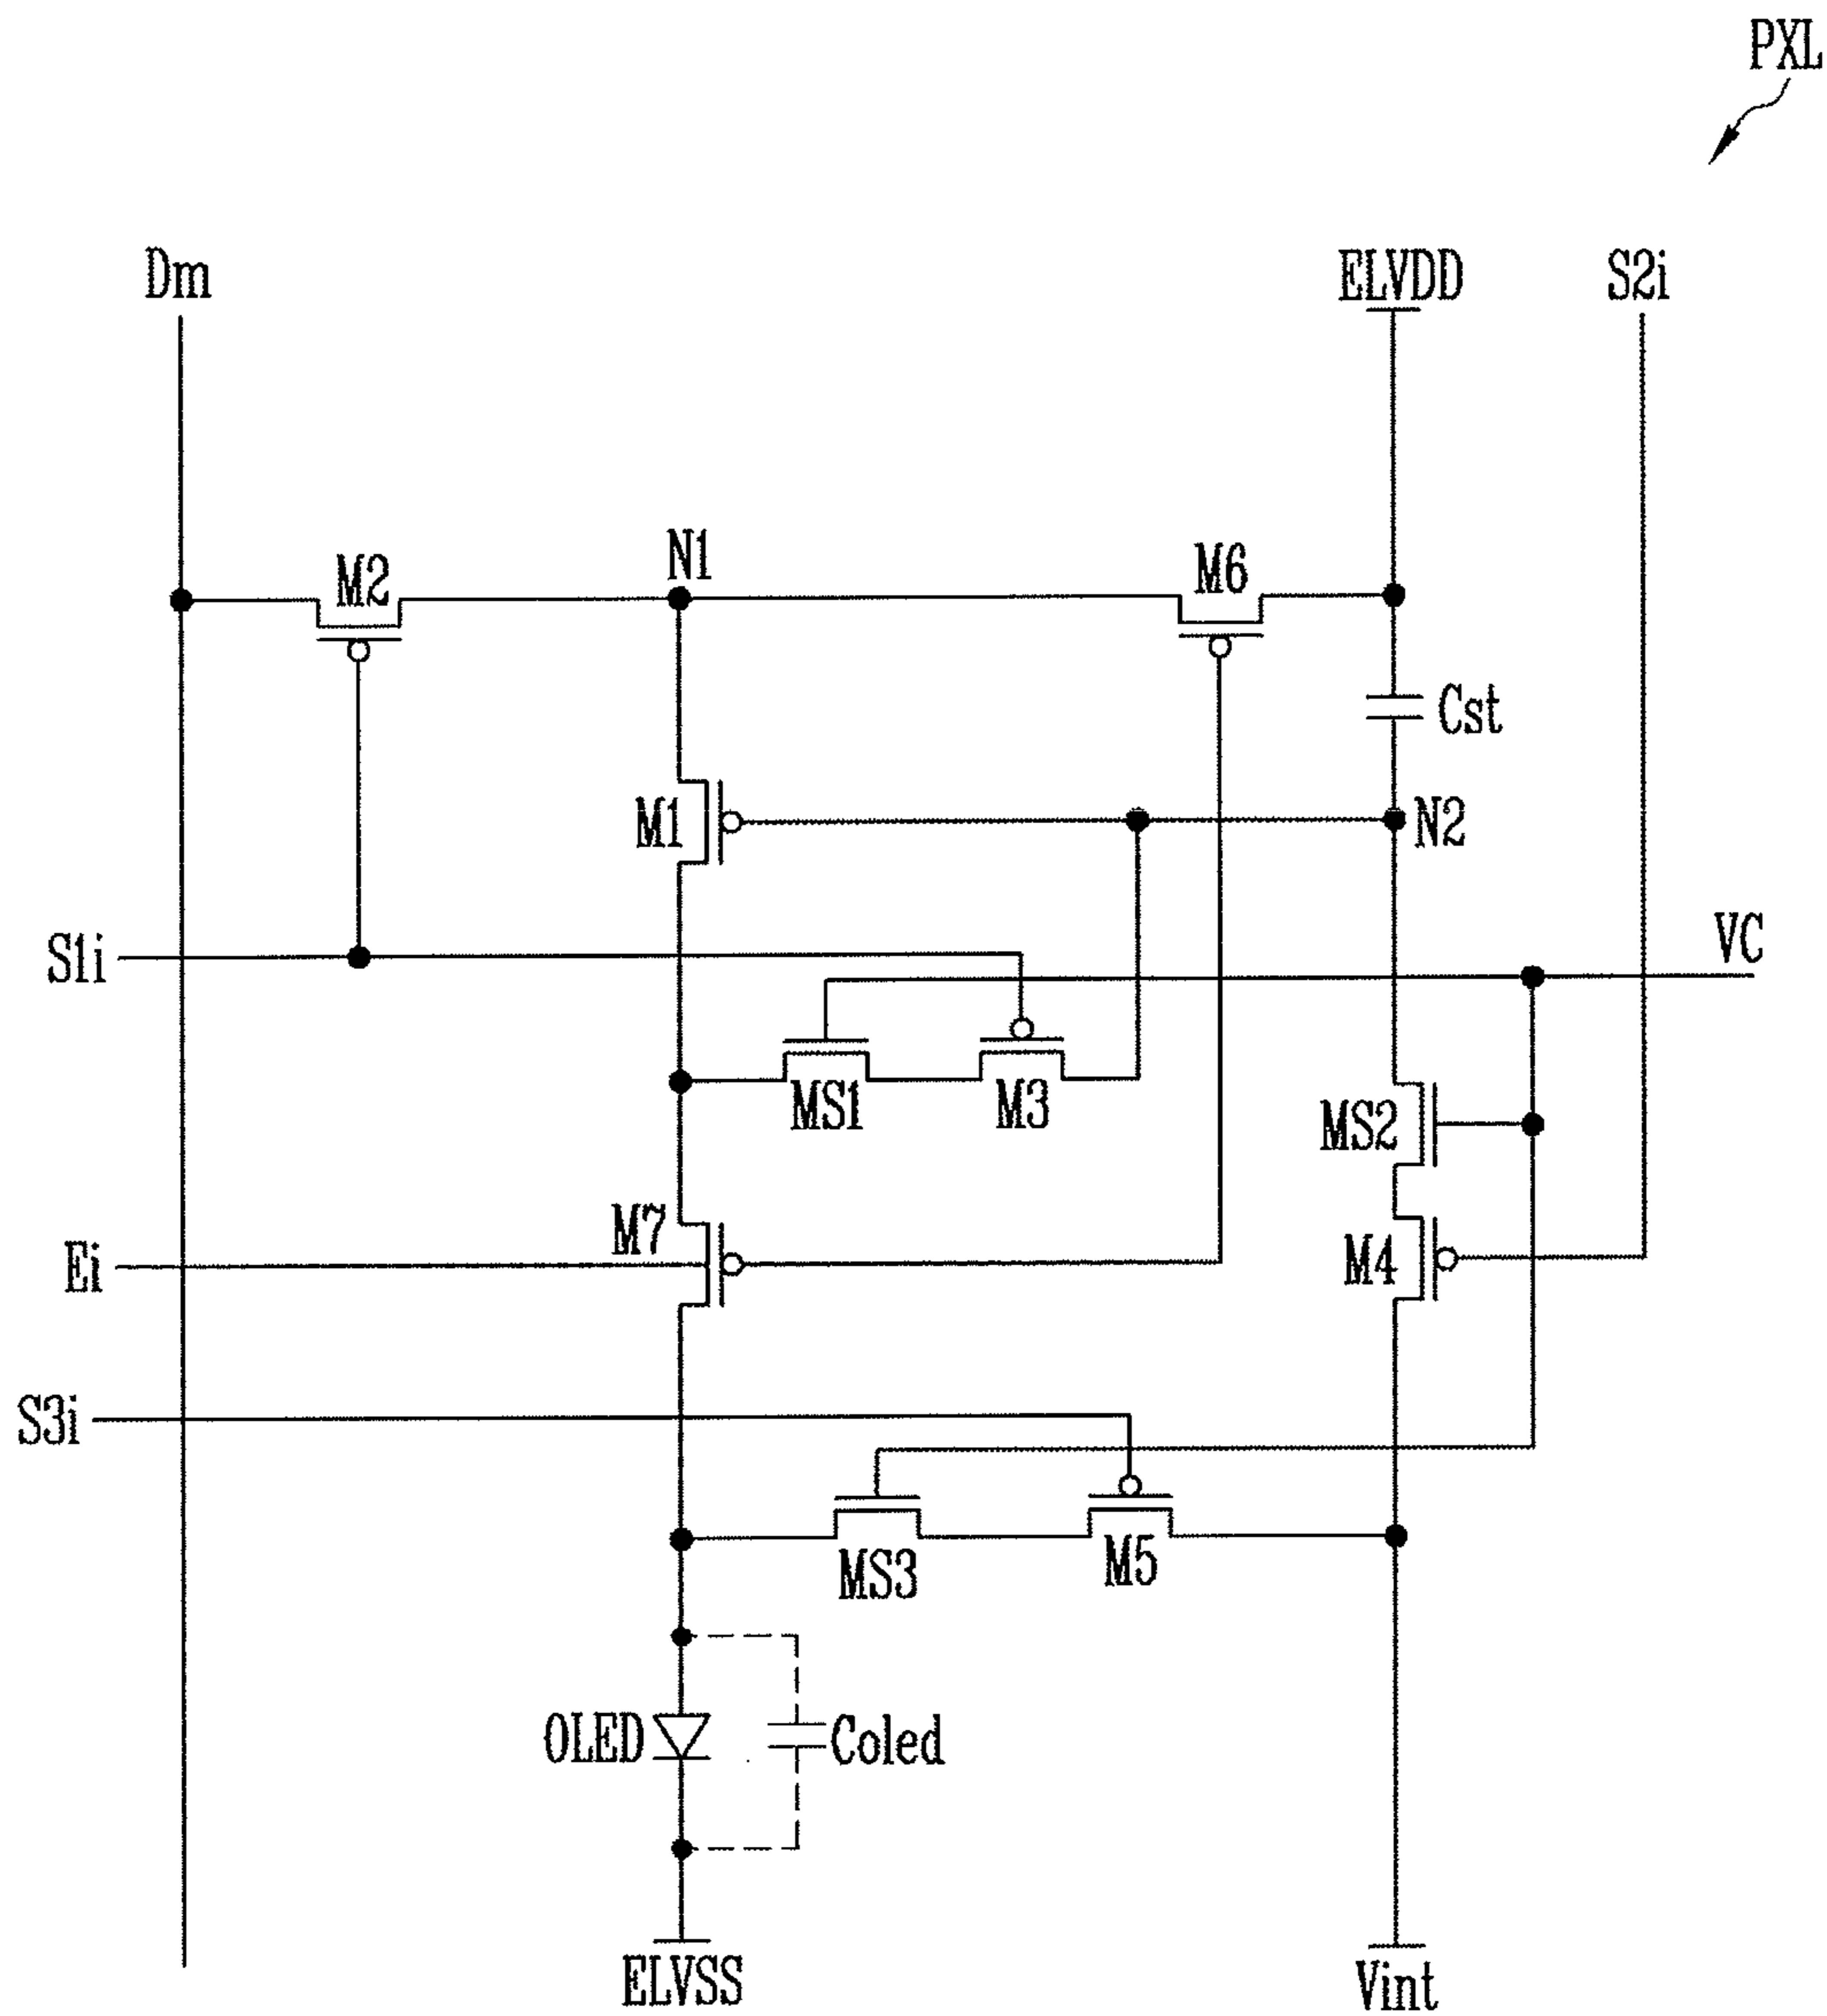 PXL
Dm
ELVDD
S2i
M2
N1
M6
Cst
M1
N2
S1i
VC
MS1
M3
MS2
M7
Ei
M4
S3i
MS3
M5
OLED
Coled
ELVSS
Vint